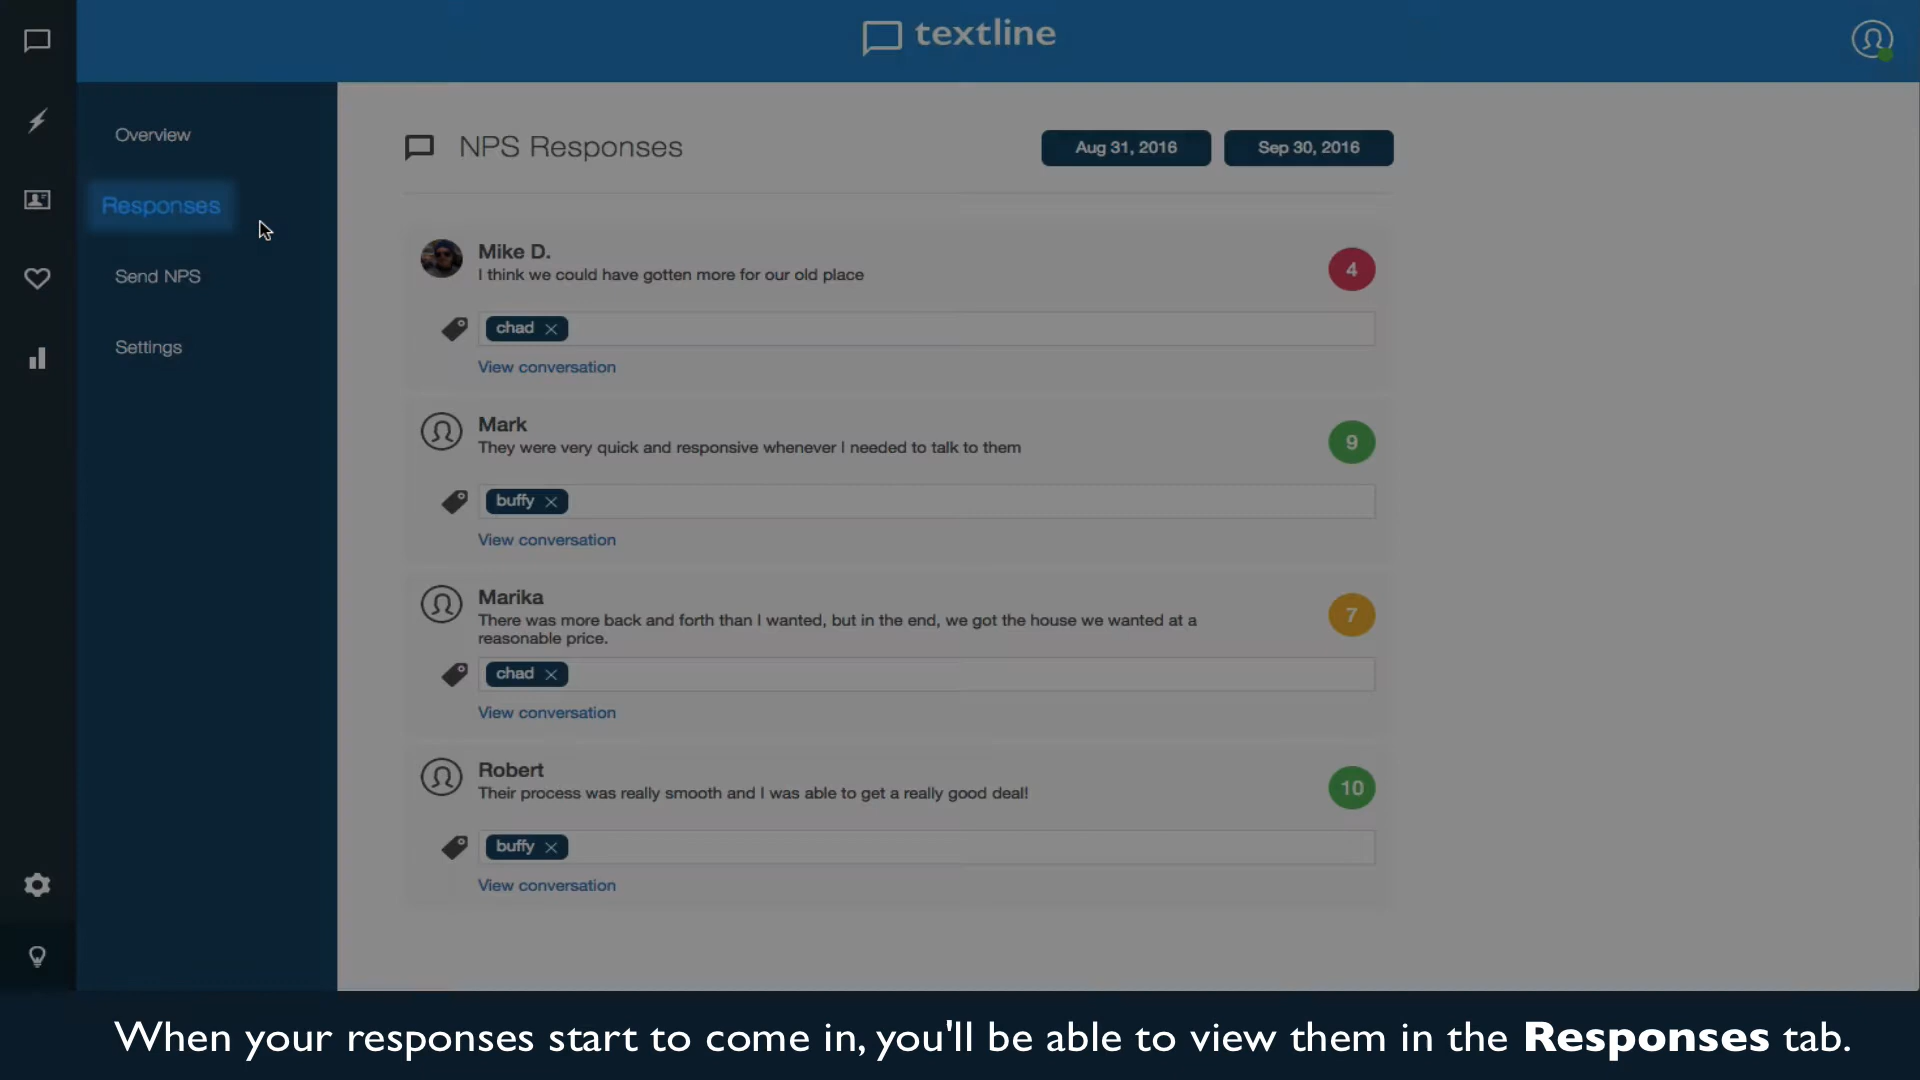 textline
Overview
Responses
Send NPS
Settings
NPS Responses
Aug 31, 2016
Sep 30, 2016
Mike D.
I think we could have gotten more for our old place
4
chad
View conversation
Mark
They were very quick and responsive whenever I needed to talk to them
9
buffy
View conversation
Marika
There was more back and forth than I wanted, but in the end, we got the house we wanted at a
reasonable price.
7
chad
View conversation
Robert
Their process was really smooth and I was able to get a really good deal!
10
buffy
View conversation
When your responses start to come in, you'll be able to view them in the Responses tab.